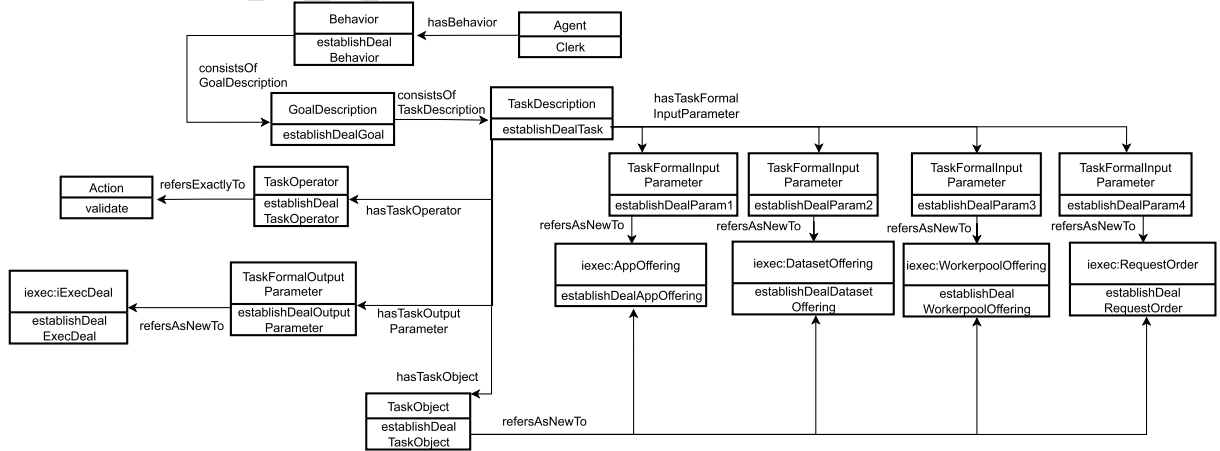 Behavior
establishDeal
Behavior
hasBehavior
Agent
Clerk
consistsOf
GoalDescription
GoalDescription
establishDealGoal
consistsOf
TaskDescription
TaskDescription
establishDealTask
hasTaskFormal
InputParameter
TaskFormalInput
Parameter
establishDealParam1
TaskFormalInput
Parameter
establishDealParam2
TaskFormalInput
Parameter
establishDealParam3
TaskFormalInput
Parameter
establishDealParam4
Action
validate
refersExactlyTo
TaskOperator
establishDeal
TaskOperator
hasTaskOperator
refersAsNewTo
refersAsNewTo
refersAsNewTo
refersAsNewTo
iexec:AppOffering
establishDealAppOffering
iexec:DatasetOffering
establishDealDataset
Offering
iexec:WorkerpoolOffering
establishDeal
WorkerpoolOffering
iexec:RequestOrder
establishDeal
RequestOrder
iexec:iExecDeal
establishDeal
ExecDeal
refersAsNewTo
TaskFormalOutput
Parameter
establishDealOutput
Parameter
hasTaskOutput
Parameter
hasTaskObject
TaskObject
establishDeal
TaskObject
refersAsNewTo